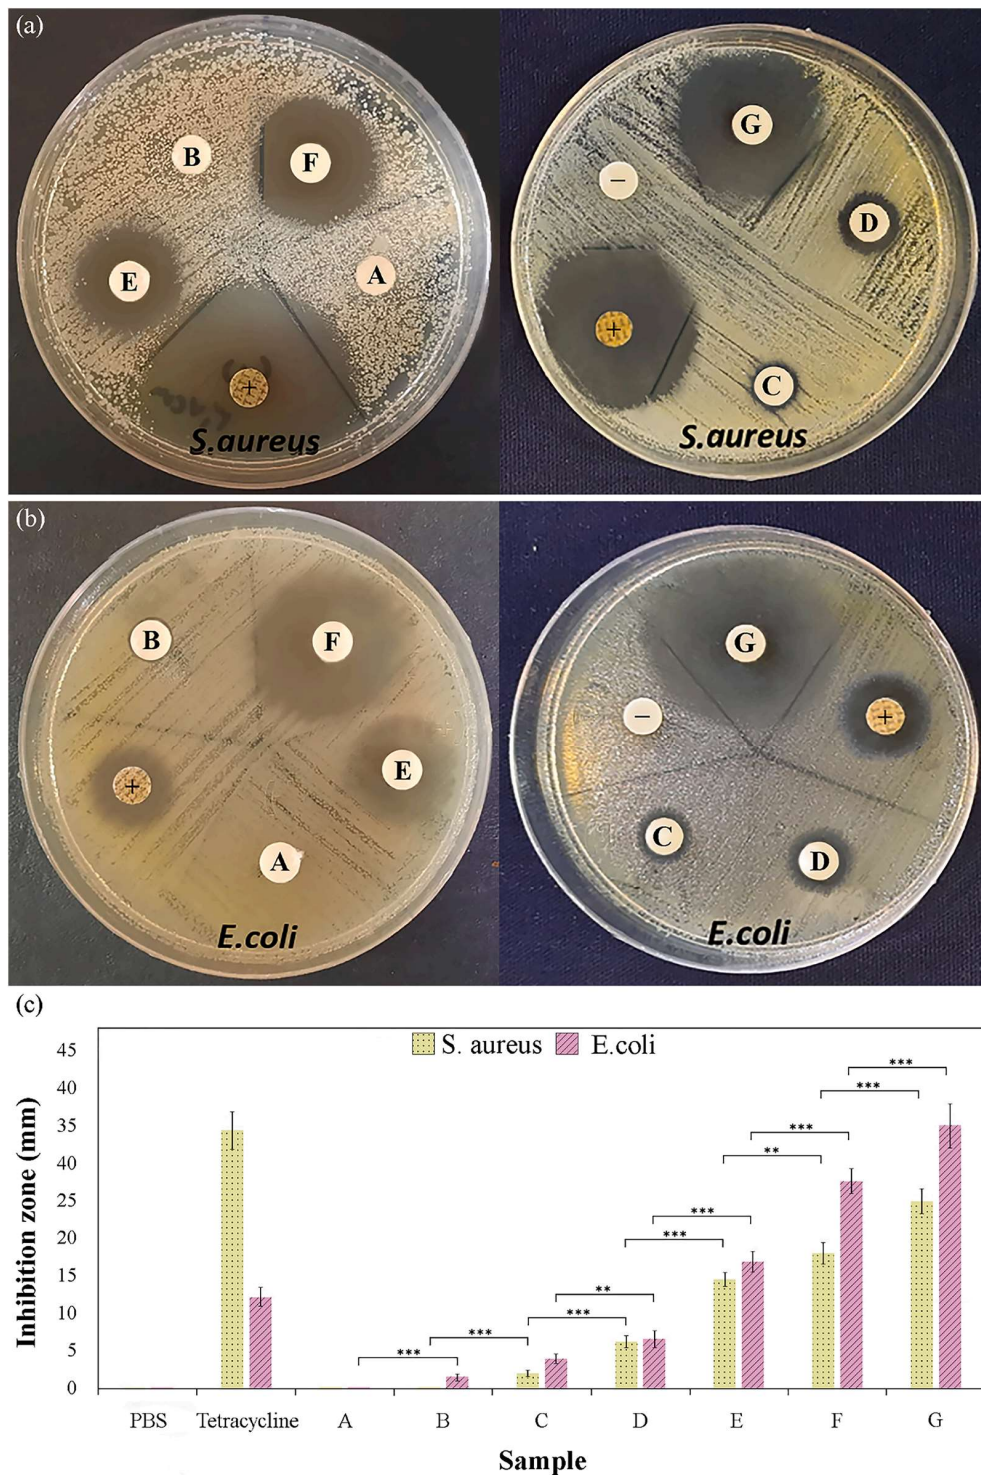 (a)
B
F
E
A
+
S.aureus
G
−
D
+
C
S.aureus
(b)
B
F
+
E
A
E.coli
G
−
+
C
D
E.coli
(c)
S. aureus
E.coli
Inhibition zone (mm)
45
40
35
40
25
20
15
10
5
0
***
***
***
**
***
***
**
***
***
***
***
PBS Tetracycline A B C D E F G
Sample